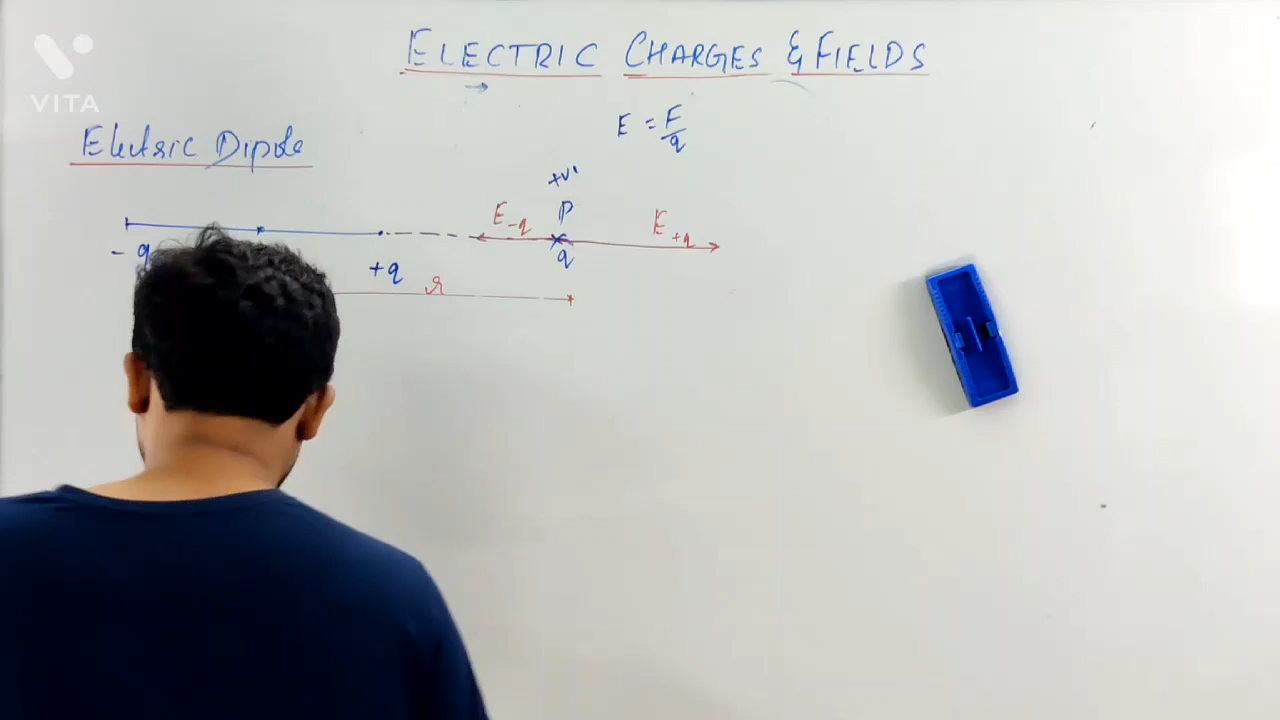 VITA
ELECTRIC CHARGES & FIELDS
→
E = F/q
Electric Dipole
+ve
E-q P E+q
- q +q q
r